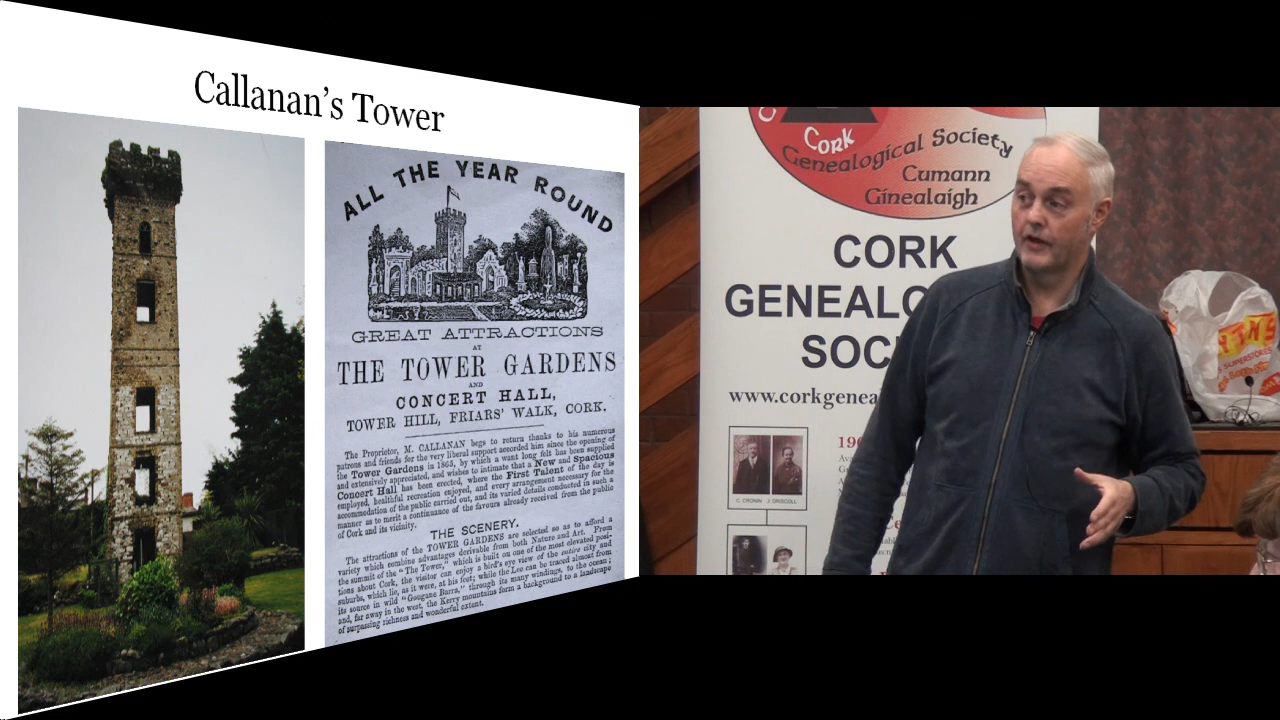 Callanan's Tower
ALL THE YEAR ROUND
GREAT ATTRACTIONS
AT
THE TOWER GARDENS
AND
CONCERT HALL,
TOWER HILL, FRIARS' WALK, CORK.
The Proprietor, M. CALLANAN begs to return thanks to his numerous
patrons and friends for the very liberal support accorded him since the opening of
the Tower Gardens in 1865, by which a want long felt has been supplied
and extensively appreciated, and wishes to intimate that a New and Spacious
Concert Hall has been erected, where the First Talent of the day is
employed, healthful recreation enjoyed, and every arrangement necessary for the
accommodation of the public carried out, and its varied details conducted in such a
manner as to merit a continuance of the favours already received from the public
of Cork and its vicinity.
THE SCENERY.
The attractions of the TOWER GARDENS are selected so as to afford a
variety which combine advantages derivable from both Nature and Art. From
the summit of the "The Tower," which is built on one of the most elevated posi-
tions about Cork, the visitor can enjoy a bird's eye view of the entire city and
suburbs, which lie, as it were, at his feet; while the Lee can be traced almost from
its source in wild "Gougane Barra," through its many windings, to the ocean;
and, far away in the west, the Kerry mountains form a background to a landscape
of surpassing richness and wonderful extent.
Cork
Genealogical Society
Cumann
Ginealaigh
CORK
GENEALO
SOCI
www.corkgenea
C. CRONIN J. DRISCOLL
190